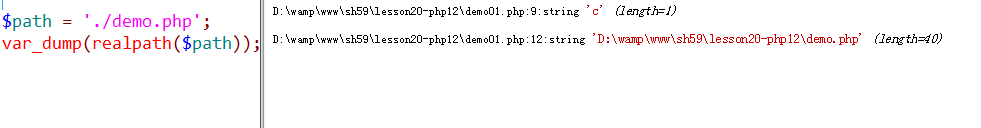 $path = './demo.php';
var_dump(realpath($path));
D:\wamp\www\sh59\lesson20-php12\demo01.php:9:string 'c' (length=1)
D:\wamp\www\sh59\lesson20-php12\demo01.php:12:string 'D:\wamp\www\sh59\lesson20-php12\demo.php' (length=40)